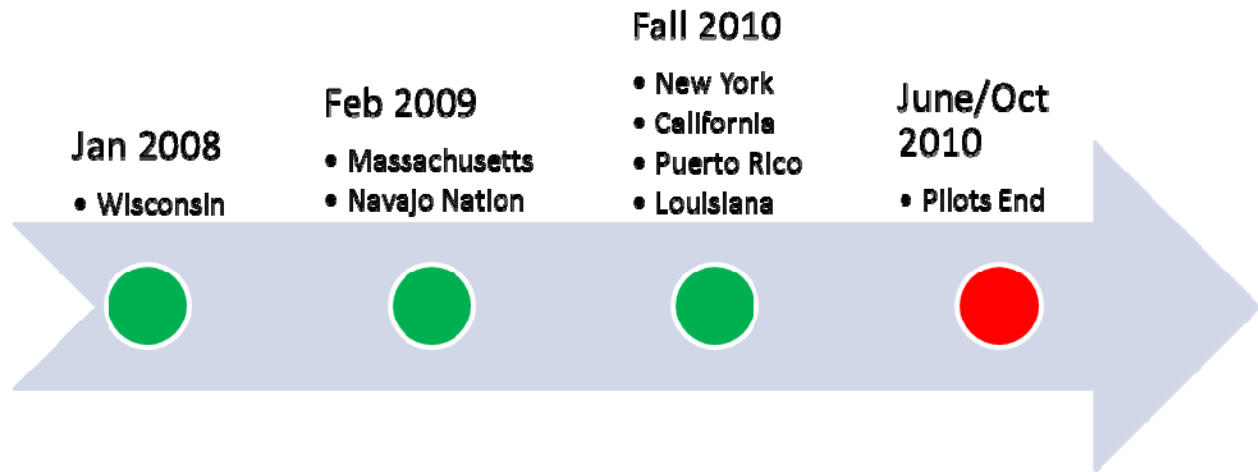 Jan 2008
• Wisconsin
Feb 2009
• Massachusetts
• Navajo Nation
Fall 2010
• New York
• California
• Puerto Rico
• Louisiana
June/Oct
2010
• Pilots End